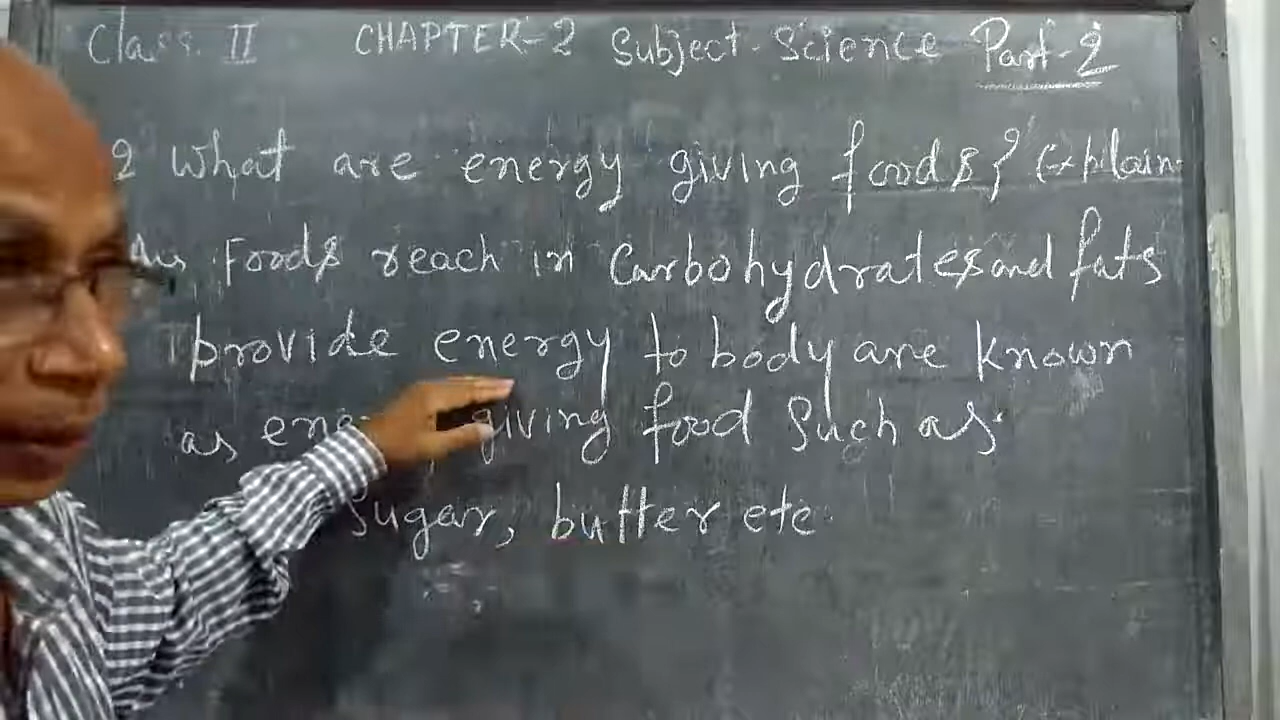 Class II CHAPTER-2 Subject-Science Part-2
2 What are energy giving foods? Explain
Ans Foods reach in Carbohydrates and fats
provide energy to body are known
as giving food such as
Sugar, butter etc